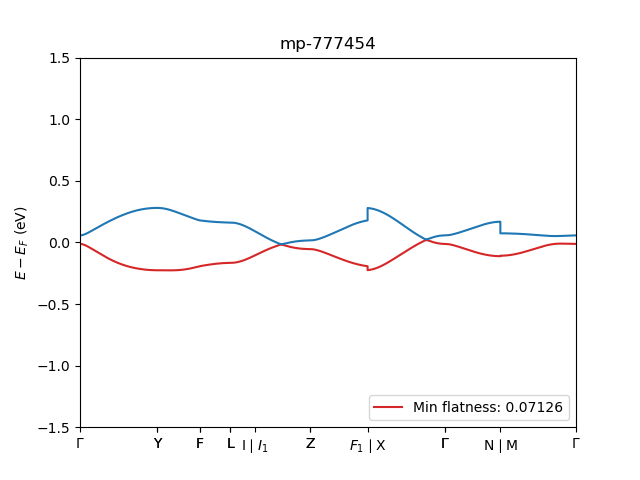 mp-777454
E − E_F (eV)
1.5
1.0
0.5
0.0
−0.5
−1.0
−1.5
Min flatness: 0.07126
Γ Y F L I | I₁ Z F₁ | X Γ N | M Γ